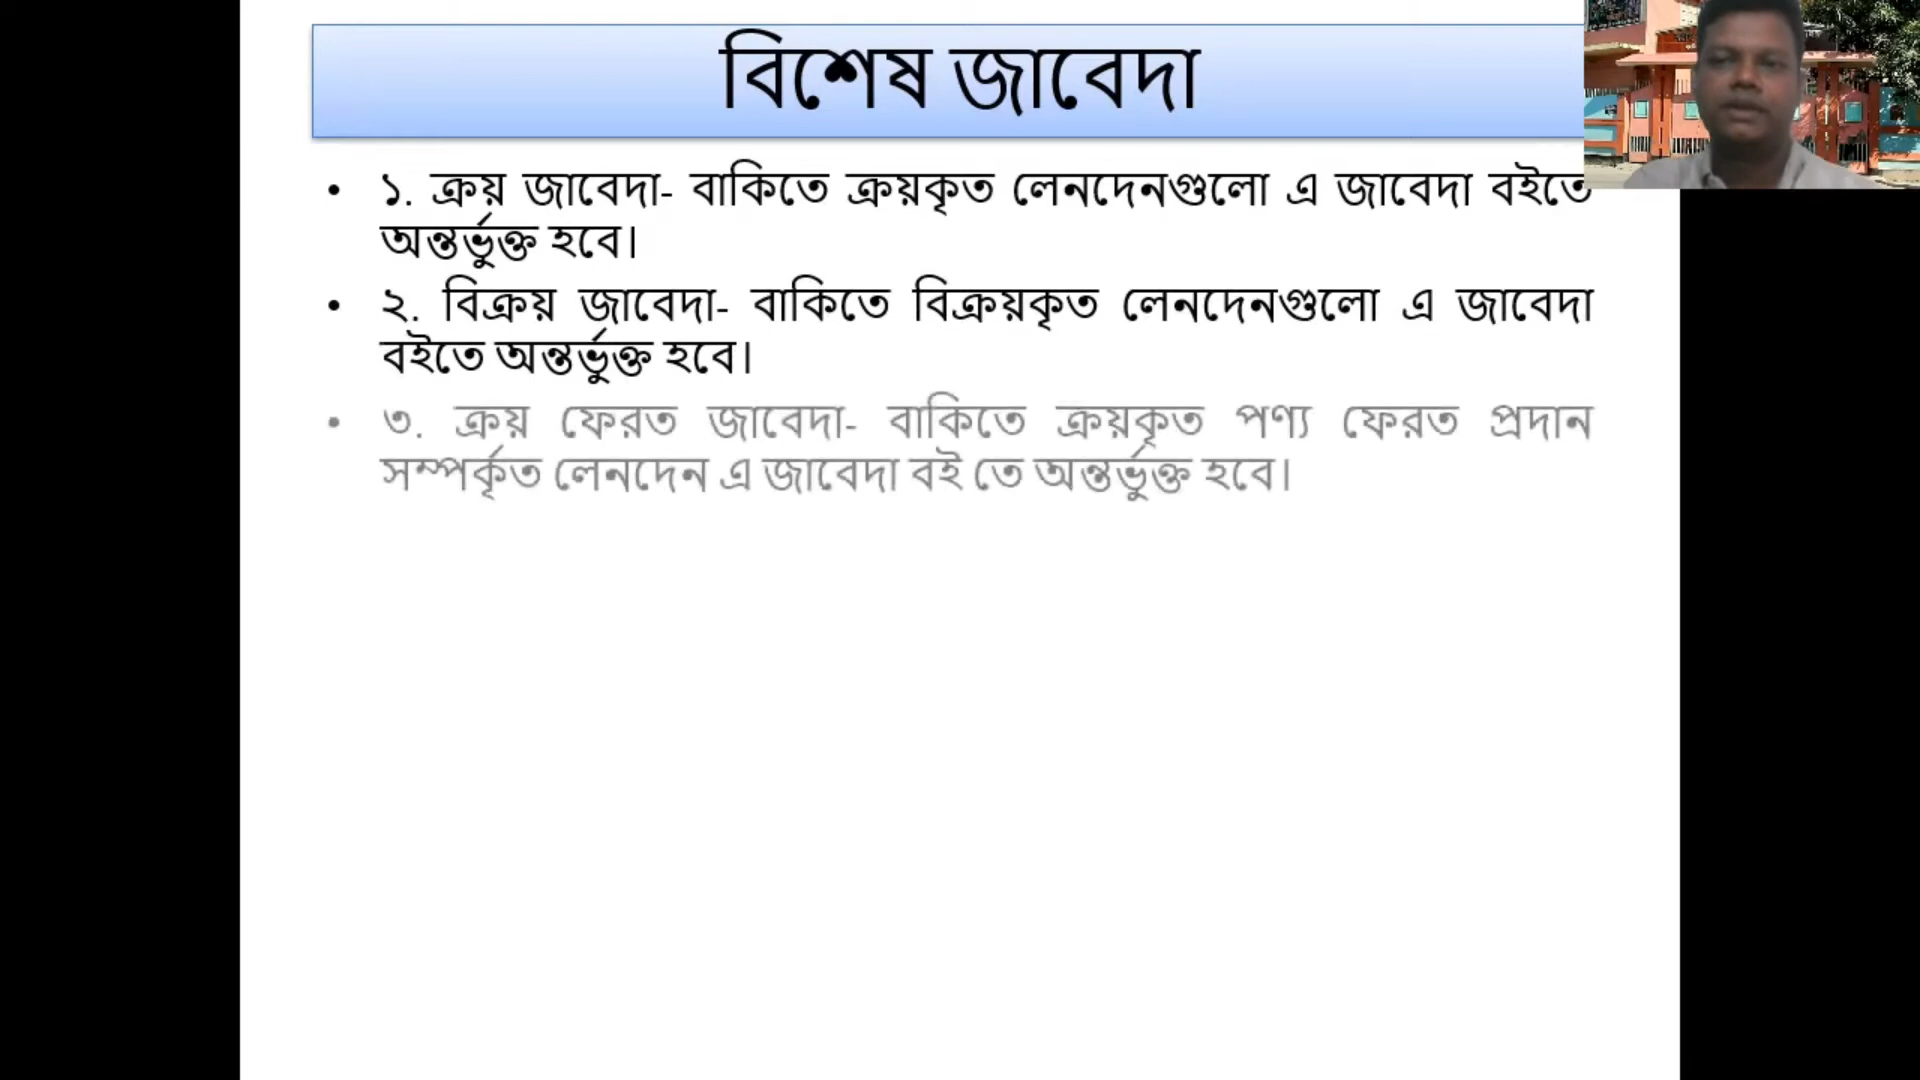 বিশেষ জাবেদা
• ১. ক্রয় জাবেদা- বাকিতে ক্রয়কৃত লেনদেনগুলো এ জাবেদা বইতে
অন্তর্ভুক্ত হবে।
• ২. বিক্রয় জাবেদা- বাকিতে বিক্রয়কৃত লেনদেনগুলো এ জাবেদা
বইতে অন্তর্ভুক্ত হবে।
• ৩. ক্রয় ফেরত জাবেদা- বাকিতে ক্রয়কৃত পণ্য ফেরত প্রদান
সম্পর্কৃত লেনদেন এ জাবেদা বই তে অন্তর্ভুক্ত হবে।